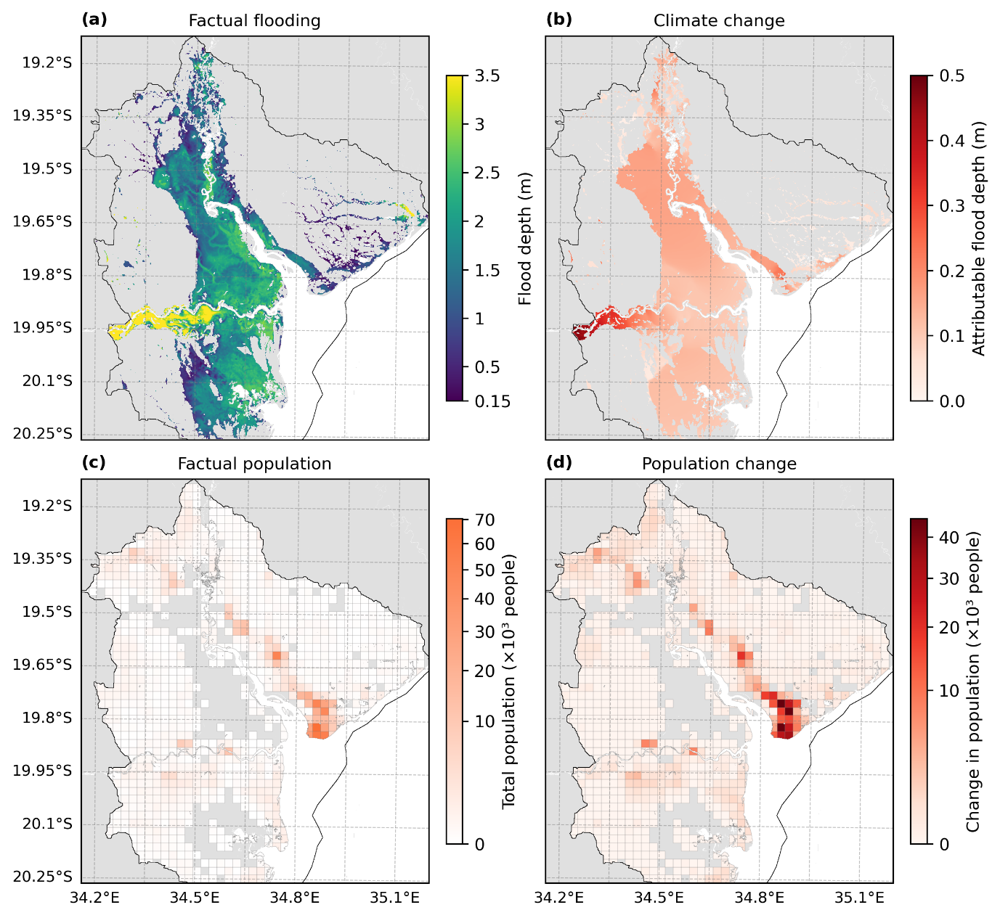 (a) Factual flooding
(b) Climate change
19.2°S
19.35°S
19.5°S
19.65°S
19.8°S
19.95°S
20.1°S
20.25°S
3.5
3
2.5
2
1.5
1
0.5
0.15
Flood depth (m)
0.5
0.4
0.3
0.2
0.1
0.0
Attributable flood depth (m)
(c) Factual population
(d) Population change
19.2°S
19.35°S
19.5°S
19.65°S
19.8°S
19.95°S
20.1°S
20.25°S
34.2°E
34.5°E
34.8°E
35.1°E
70
60
50
40
30
20
10
0
Total population (×10³ people)
34.2°E
34.5°E
34.8°E
35.1°E
40
30
20
10
0
Change in population (×10³ people)